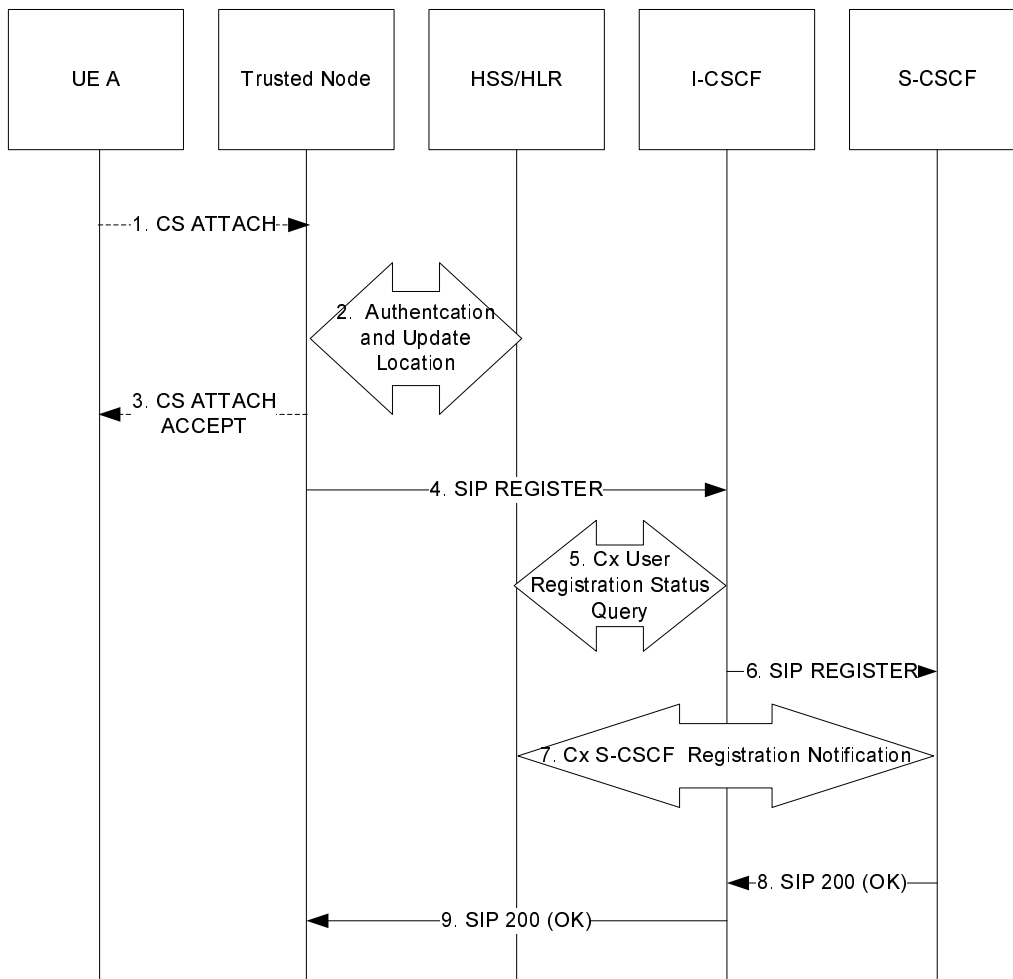 UE A
Trusted Node
HSS/HLR
I-CSCF
S-CSCF
1. CS ATTACH
2. Authentcation
and Update
Location
3. CS ATTACH
ACCEPT
4. SIP REGISTER
5. Cx User
Registration Status
Query
6. SIP REGISTER
7. Cx S-CSCF Registration Notification
8. SIP 200 (OK)
9. SIP 200 (OK)